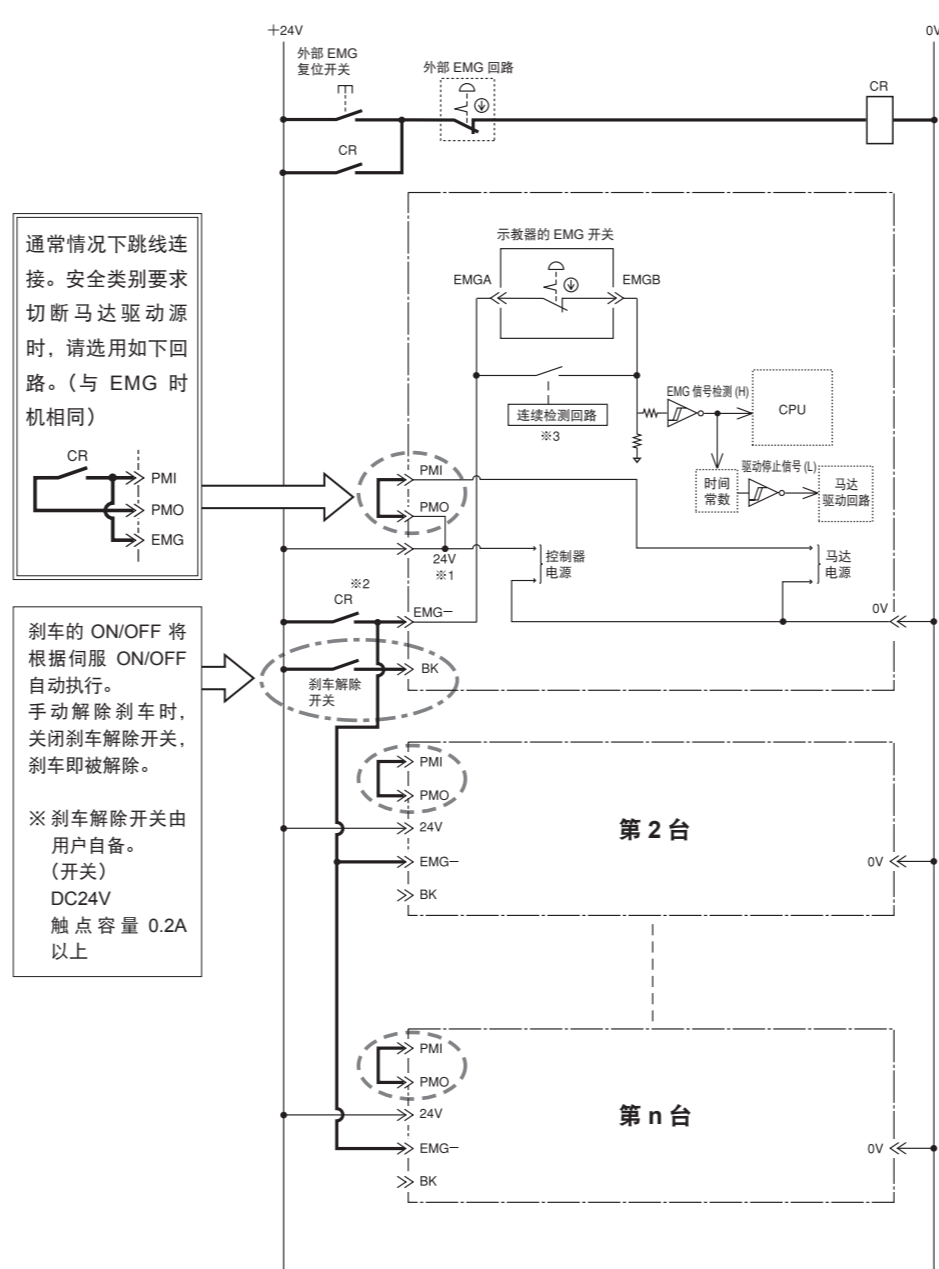 +24V
0V
外部 EMG
复位开关
外部 EMG 回路
CR
CR
通常情况下跳线连
接。安全类别要求
切断马达驱动源
时，请选用如下回
路。（与 EMG 时
机相同）
CR
PMI
PMO
EMG
示教器的 EMG 开关
EMGA
EMGB
连续检测回路
※3
EMG 信号检测 (H)
CPU
时间
常数
驱动停止信号 (L)
马达
驱动回路
PMI
PMO
24V
※1
控制器
电源
马达
电源
※2
CR
EMG−
0V
BK
刹车解除
开关
刹车的 ON/OFF 将
根据伺服 ON/OFF
自动执行。
手动解除刹车时，
关闭刹车解除开关，
刹车即被解除。
※ 刹车解除开关由
用户自备。
（开关）
DC24V
触点容量 0.2A
以上
PMI
PMO
24V
EMG−
BK
第 2 台
0V
PMI
PMO
24V
EMG−
BK
第 n 台
0V